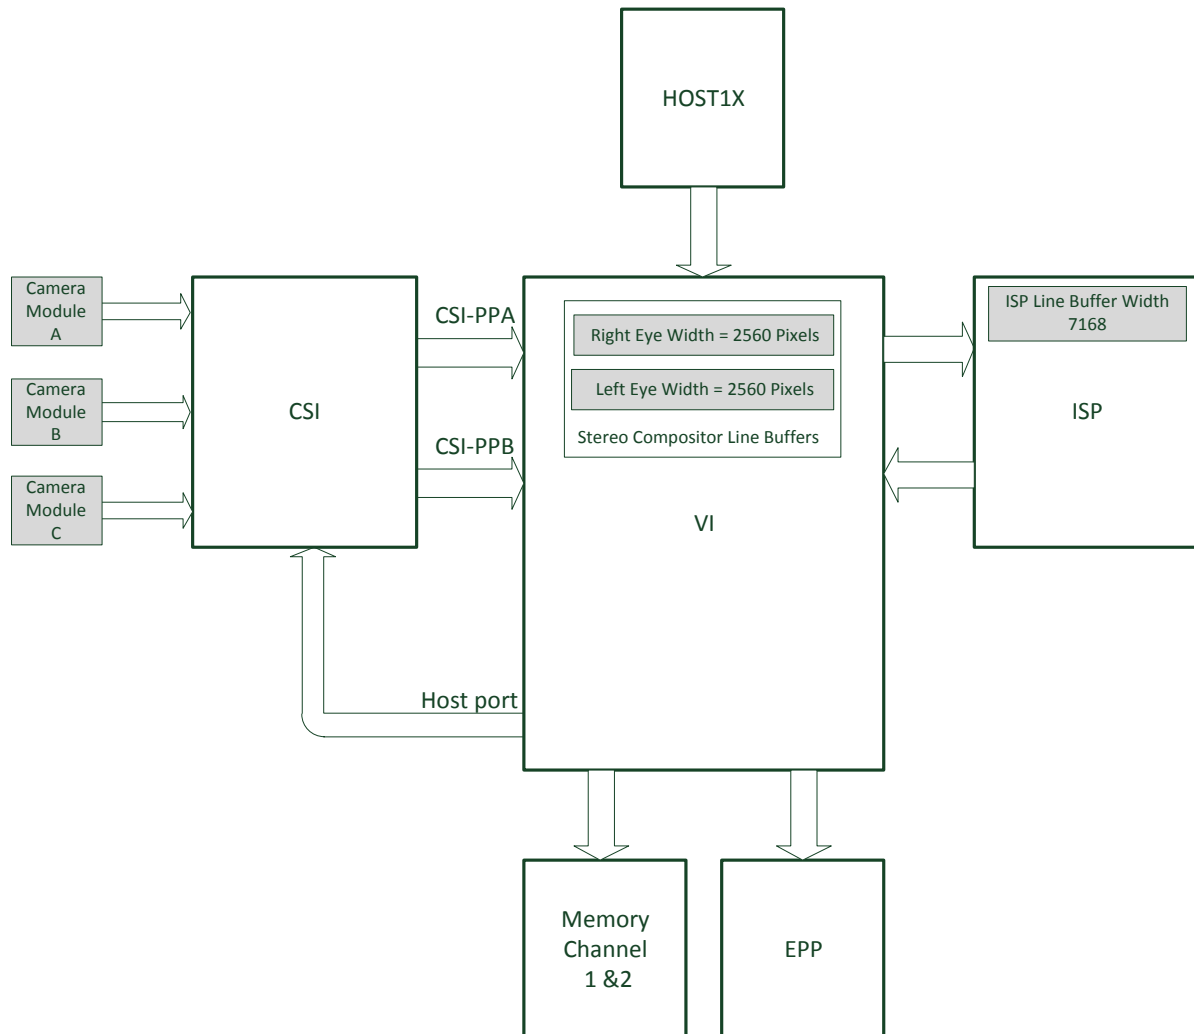 HOST1X
Camera
Module
A
Camera
Module
B
Camera
Module
C
CSI
CSI-PPA
CSI-PPB
Host port
Right Eye Width = 2560 Pixels
Left Eye Width = 2560 Pixels
Stereo Compositor Line Buffers
VI
ISP Line Buffer Width
7168
ISP
Memory
Channel
1 &2
EPP